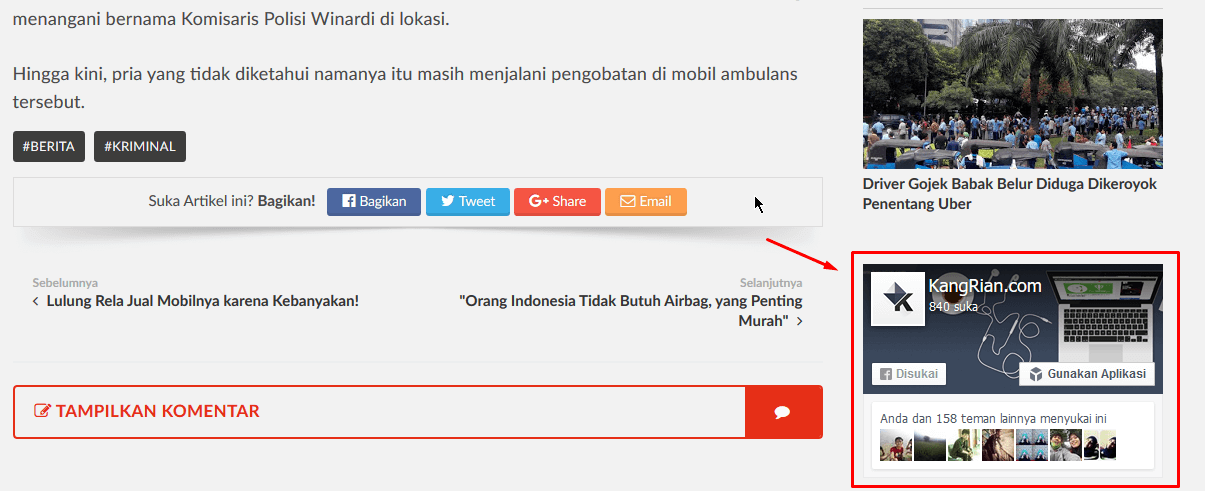 menangani bernama Komisaris Polisi Winardi di lokasi.
Hingga kini, pria yang tidak diketahui namanya itu masih menjalani pengobatan di mobil ambulans
tersebut.
#BERITA #KRIMINAL
Suka Artikel ini? Bagikan! Bagikan Tweet G+ Share Email
Sebelumnya
< Lulung Rela Jual Mobilnya karena Kebanyakan!
Selanjutnya
"Orang Indonesia Tidak Butuh Airbag, yang Penting
Murah" >
TAMPILKAN KOMENTAR
Driver Gojek Babak Belur Diduga Dikeroyok
Penentang Uber
KangRian.com
840 suka
Disukai Gunakan Aplikasi
Anda dan 158 teman lainnya menyukai ini